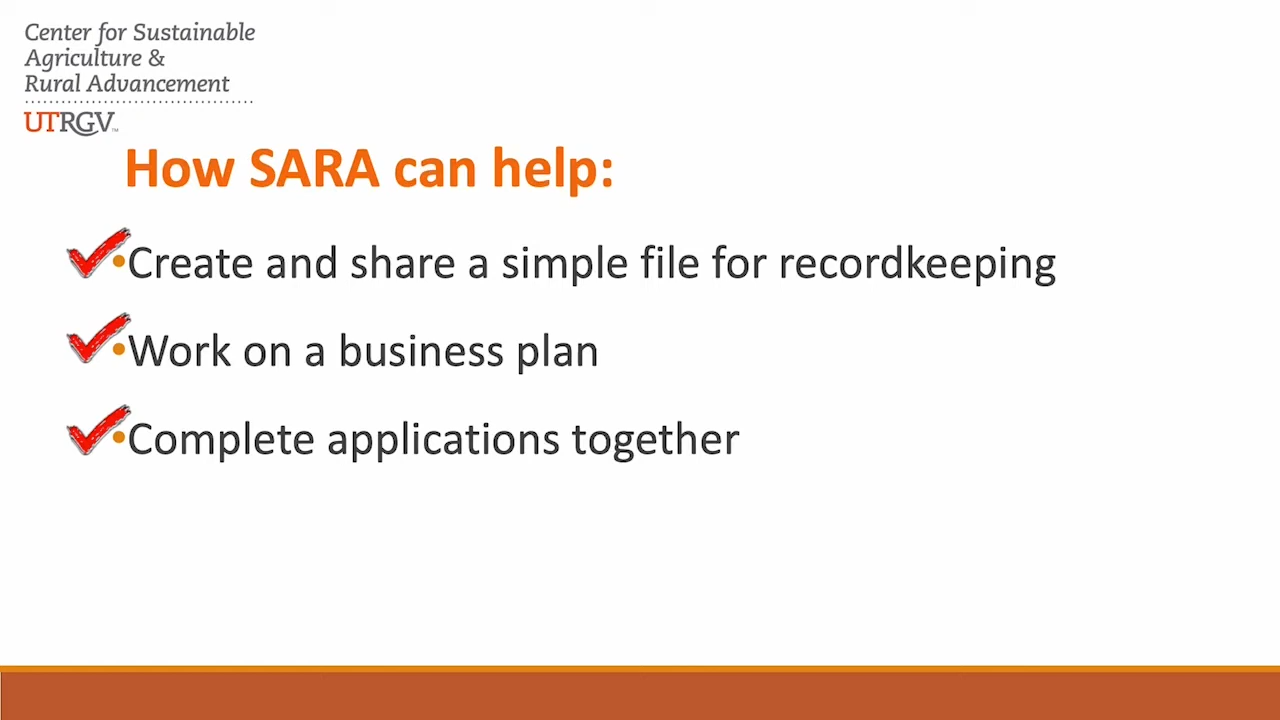 Center for Sustainable
Agriculture &
Rural Advancement
UTRGV™
How SARA can help:
•Create and share a simple file for recordkeeping
•Work on a business plan
•Complete applications together